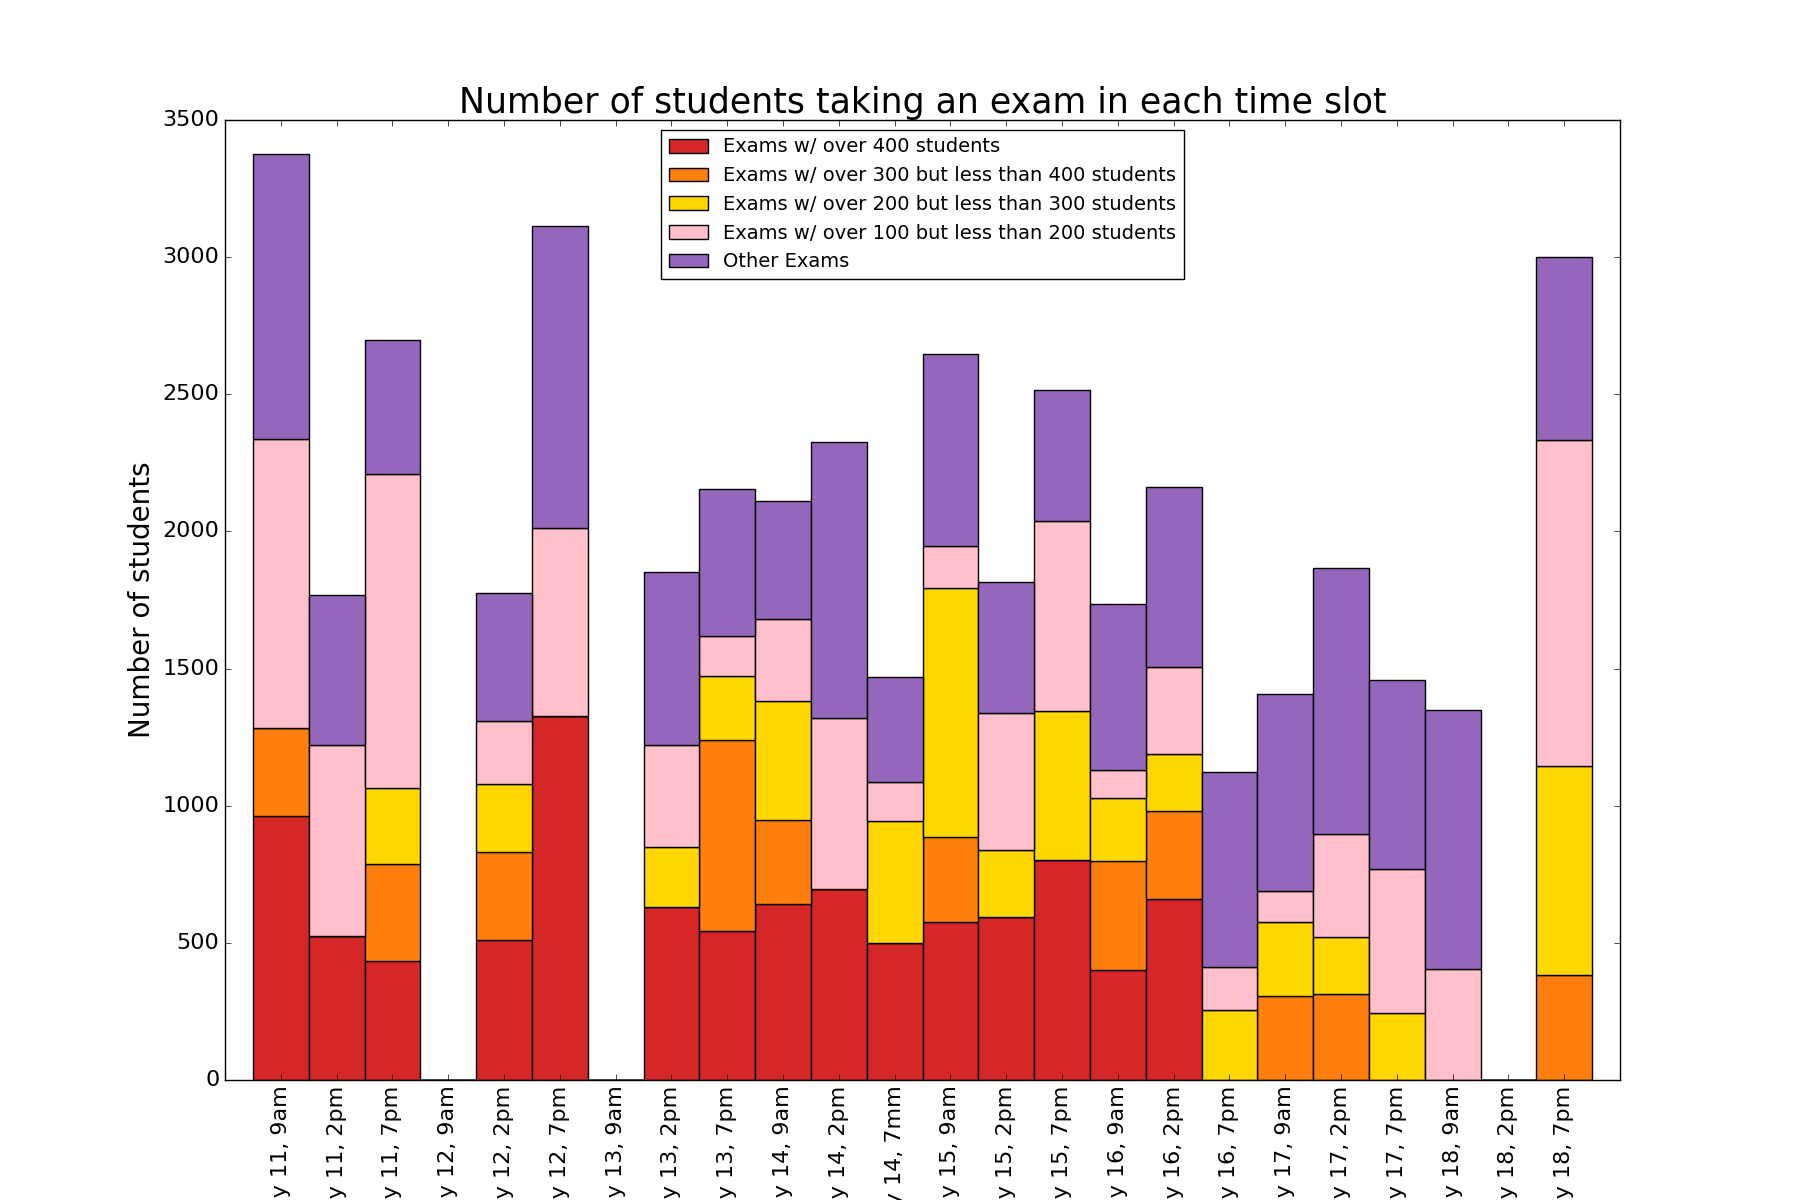 Number of students taking an exam in each time slot
Exams w/ over 400 students
Exams w/ over 300 but less than 400 students
Exams w/ over 200 but less than 300 students
Exams w/ over 100 but less than 200 students
Other Exams
Number of students
3500
3000
2500
2000
1500
1000
500
0
y 11, 9am
y 11, 2pm
y 11, 7pm
y 12, 9am
y 12, 2pm
y 12, 7pm
y 13, 9am
y 13, 2pm
y 13, 7pm
y 14, 9am
y 14, 2pm
y 14, 7mm
y 15, 9am
y 15, 2pm
y 15, 7pm
y 16, 9am
y 16, 2pm
y 16, 7pm
y 17, 9am
y 17, 2pm
y 17, 7pm
y 18, 9am
y 18, 2pm
y 18, 7pm